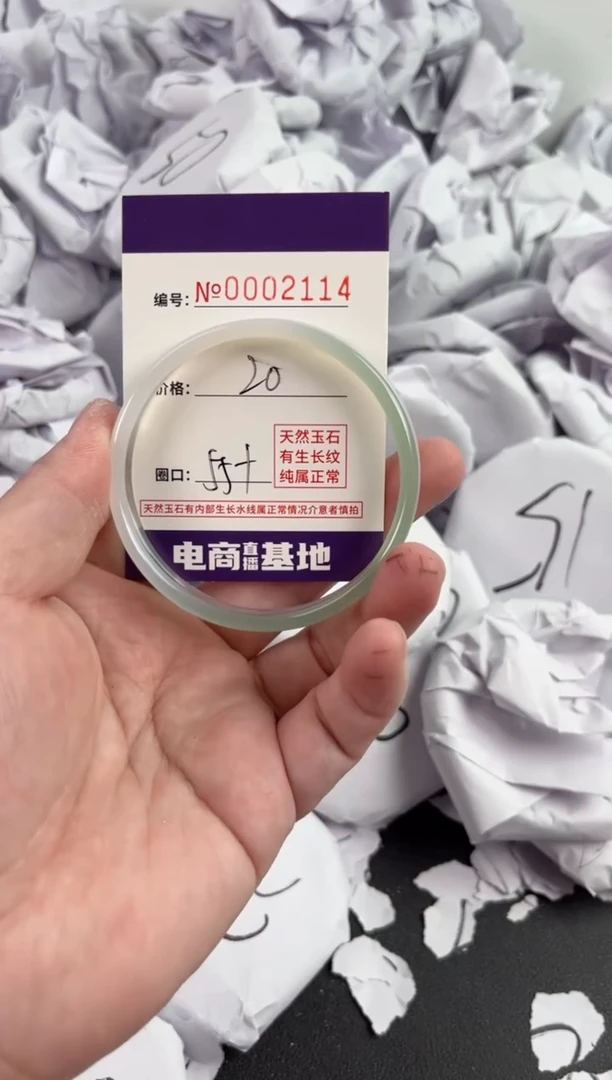 编号: №0002114
价格: 20
天然玉石
有生长纹
纯属正常
圈口: 55+
天然玉石有内部生长水线属正常情况介意者慎拍
电商直播基地
51